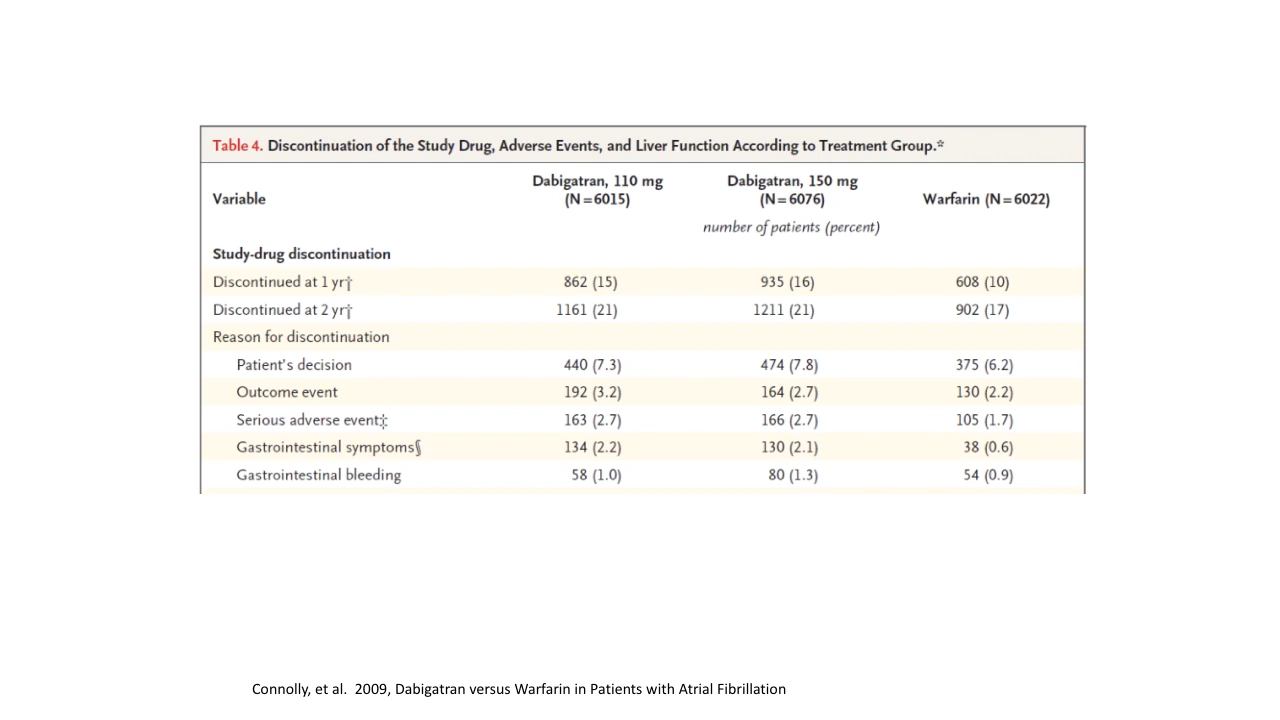 Table 4. Discontinuation of the Study Drug, Adverse Events, and Liver Function According to Treatment Group.*
Variable Dabigatran, 110 mg (N=6015) Dabigatran, 150 mg (N=6076) Warfarin (N=6022)
number of patients (percent)
Study-drug discontinuation
Discontinued at 1 yr† 862 (15) 935 (16) 608 (10)
Discontinued at 2 yr† 1161 (21) 1211 (21) 902 (17)
Reason for discontinuation
Patient's decision 440 (7.3) 474 (7.8) 375 (6.2)
Outcome event 192 (3.2) 164 (2.7) 130 (2.2)
Serious adverse event‡ 163 (2.7) 166 (2.7) 105 (1.7)
Gastrointestinal symptoms§ 134 (2.2) 130 (2.1) 38 (0.6)
Gastrointestinal bleeding 58 (1.0) 80 (1.3) 54 (0.9)
Connolly, et al. 2009, Dabigatran versus Warfarin in Patients with Atrial Fibrillation